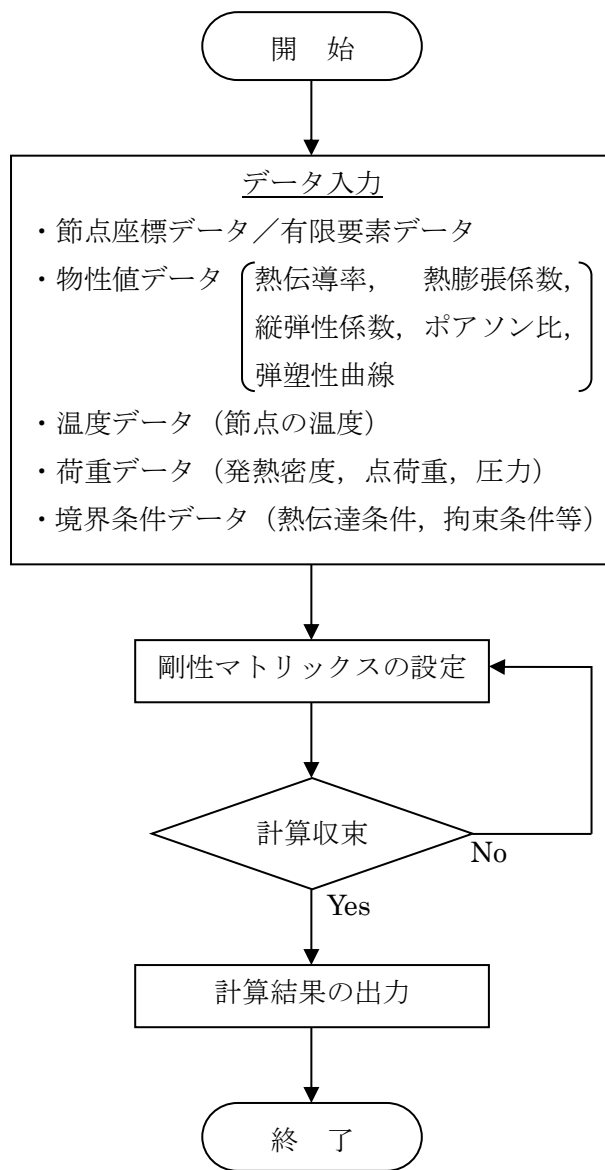 開　始
データ入力
・節点座標データ／有限要素データ
・物性値データ 熱伝導率，　熱膨張係数，
縦弾性係数，ポアソン比，
弾塑性曲線
・温度データ（節点の温度）
・荷重データ（発熱密度，点荷重，圧力）
・境界条件データ（熱伝達条件，拘束条件等）
剛性マトリックスの設定
計算収束
No
Yes
計算結果の出力
終　了